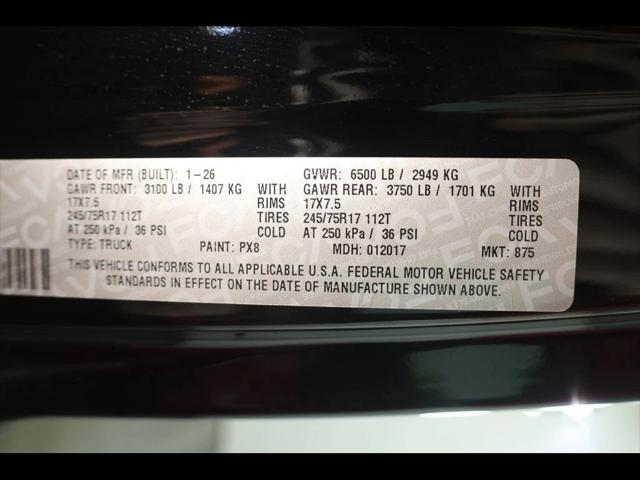 DATE OF MFR (BUILT): 1-26 GVWR: 6500 LB / 2949 KG
GAWR FRONT: 3100 LB / 1407 KG WITH GAWR REAR: 3750 LB / 1701 KG WITH
17X7.5 RIMS 17X7.5 RIMS
245/75R17 112T TIRES 245/75R17 112T TIRES
AT 250 kPa / 36 PSI COLD AT 250 kPa / 36 PSI COLD
TYPE: TRUCK PAINT: PX8 MDH: 012017 MKT: 875
THIS VEHICLE CONFORMS TO ALL APPLICABLE U.S.A. FEDERAL MOTOR VEHICLE SAFETY
STANDARDS IN EFFECT ON THE DATE OF MANUFACTURE SHOWN ABOVE.